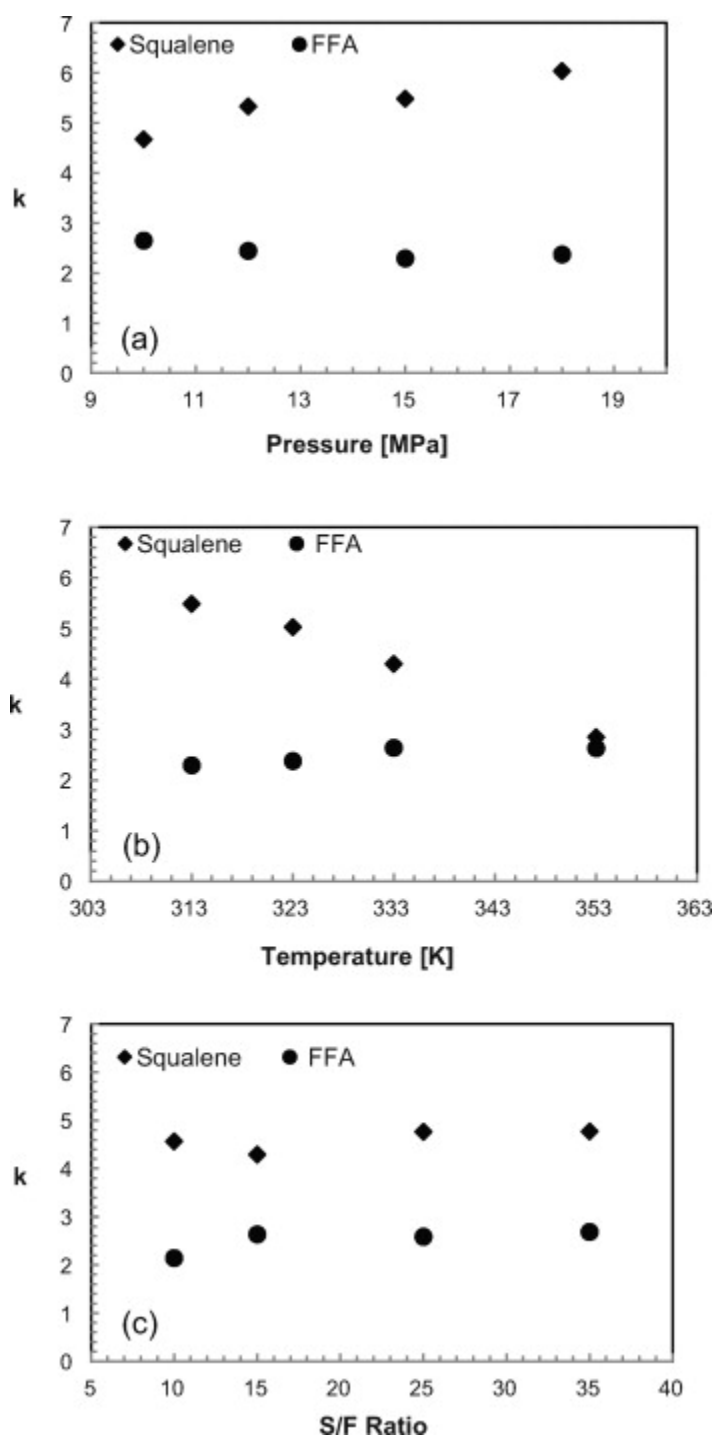 7
◆ Squalene ● FFA
6
5
4
k
3
2
1
(a)
0
9 11 13 15 17 19
Pressure [MPa]
7
◆ Squalene ● FFA
6
5
4
k
3
2
1
(b)
0
303 313 323 333 343 353 363
Temperature [K]
7
◆ Squalene ● FFA
6
5
4
k
3
2
1
(c)
0
5 10 15 20 25 30 35 40
S/F Ratio